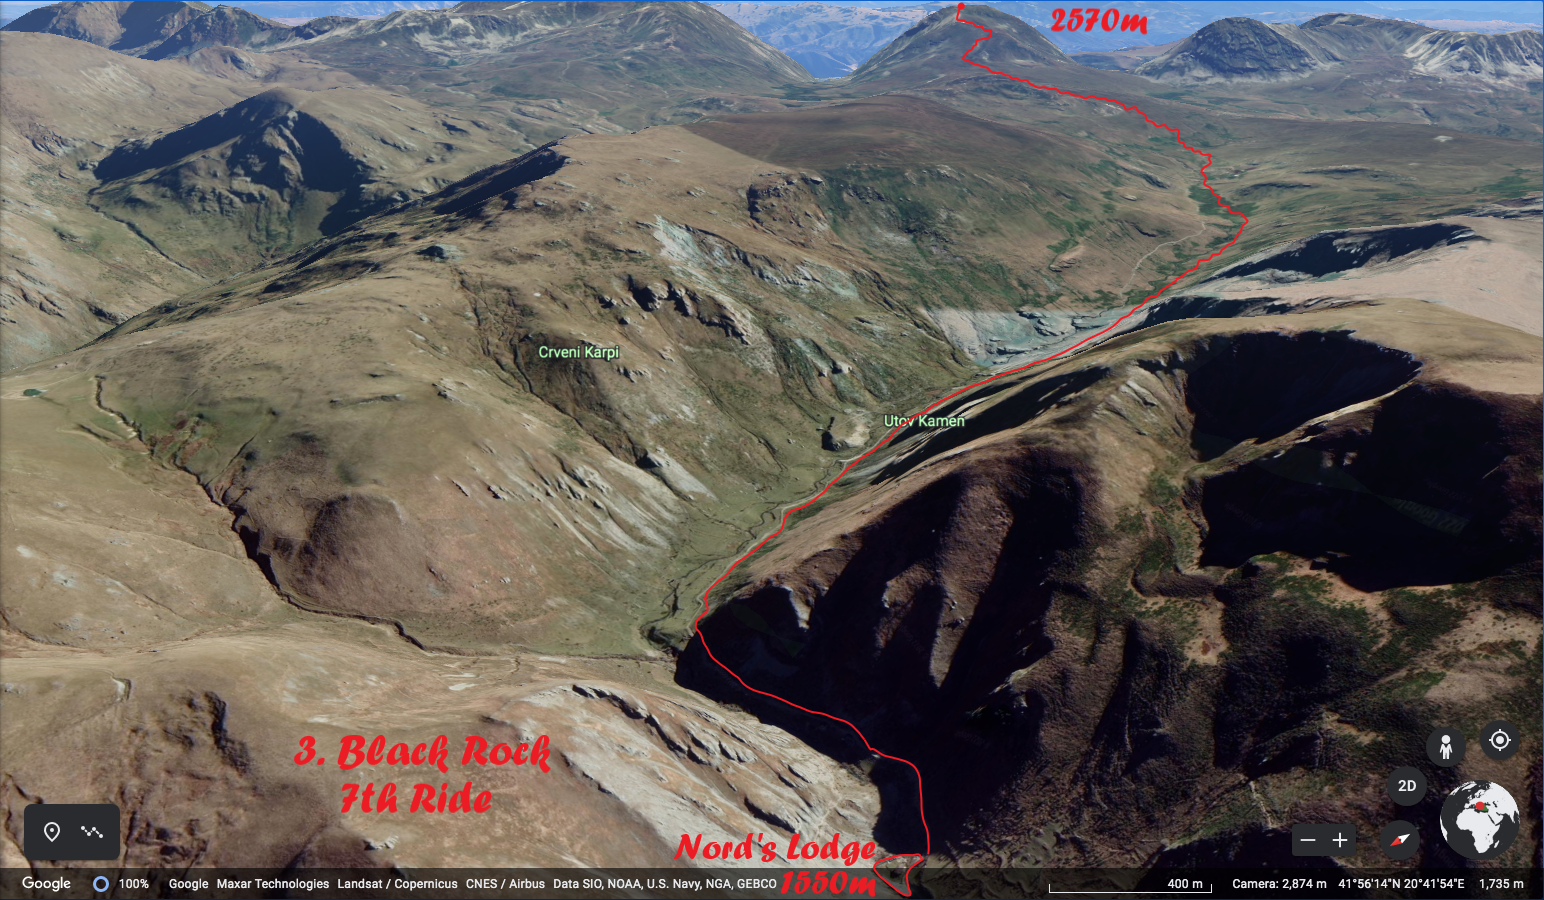 2570m
Crveni Karpi
Utov Kamen
3. Black Rock
7th Ride
Nord's Lodge
1550m
2D
Google 100% Google Maxar Technologies Landsat / Copernicus CNES / Airbus Data SIO, NOAA, U.S. Navy, NGA, GEBCO 400 m Camera: 2,874 m 41°56'14"N 20°41'54"E 1,735 m